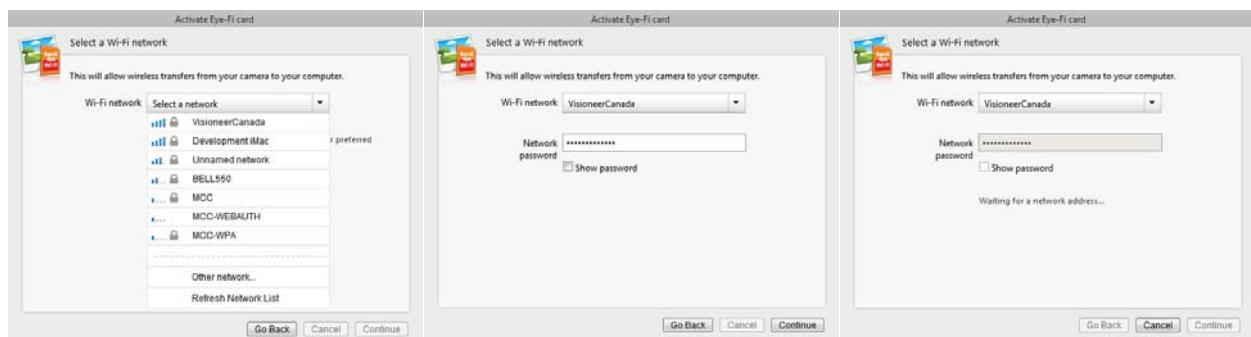 Activate Eye-Fi card
Select a Wi-Fi network
This will allow wireless transfers from your camera to your computer.
Wi-Fi network Select a network
VisioneerCanada
Development iMac
r preferred
Unnamed network
BELL550
MCC
MCC-WEBAUTH
MCC-WPA
Other network...
Refresh Network List
Go Back Cancel Continue
Activate Eye-Fi card
Select a Wi-Fi network
This will allow wireless transfers from your camera to your computer.
Wi-Fi network VisioneerCanada
Network password •••••••••••••
Show password
Go Back Cancel Continue
Activate Eye-Fi card
Select a Wi-Fi network
This will allow wireless transfers from your camera to your computer.
Wi-Fi network VisioneerCanada
Network password •••••••••••••
Show password
Waiting for a network address...
Go Back Cancel Continue